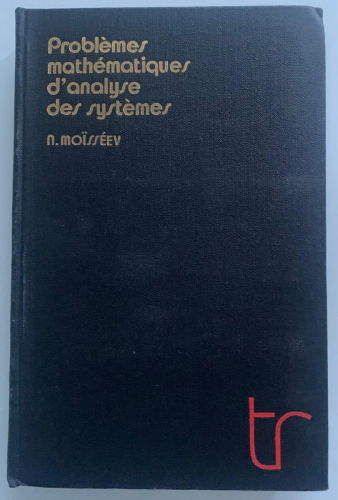 Problèmes
mathématiques
d'analyse
des systèmes
n. moïsséev
tr